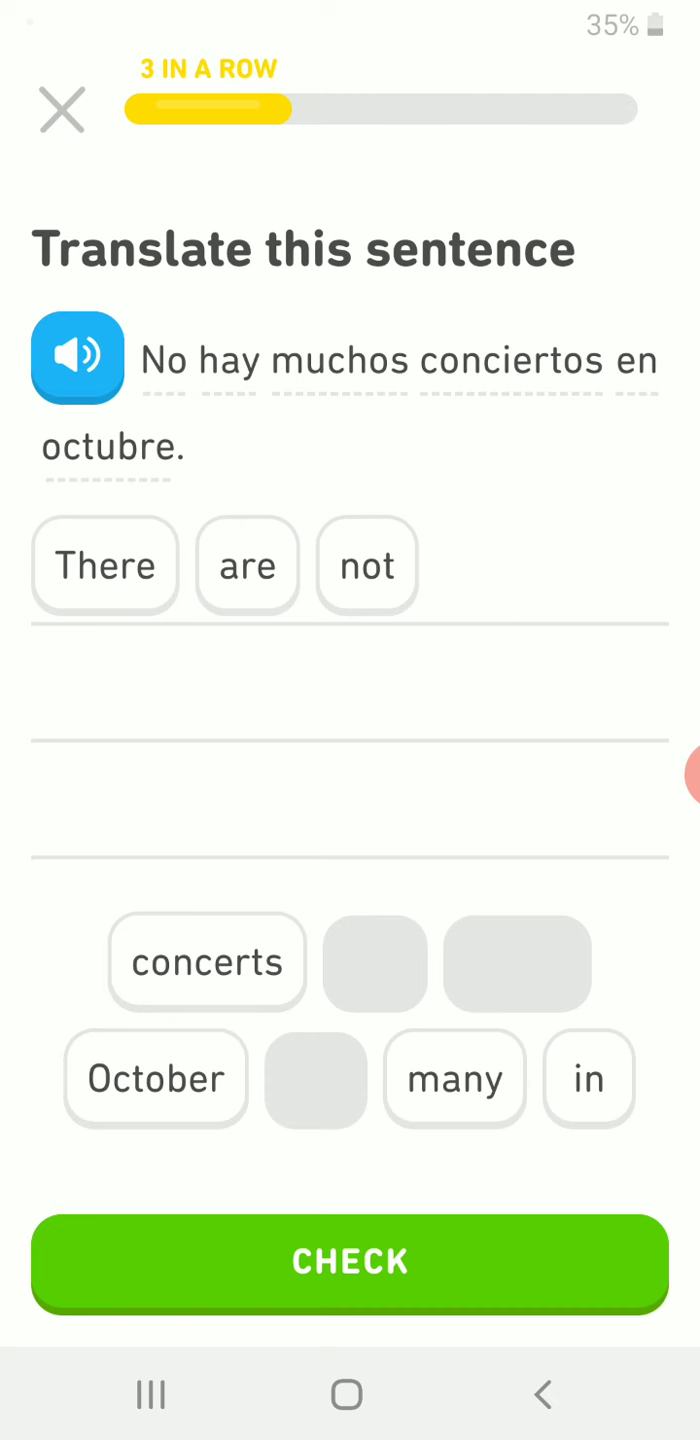 35%
3 IN A ROW
Translate this sentence
No hay muchos conciertos en
octubre.
There are not
concerts
October many in
CHECK